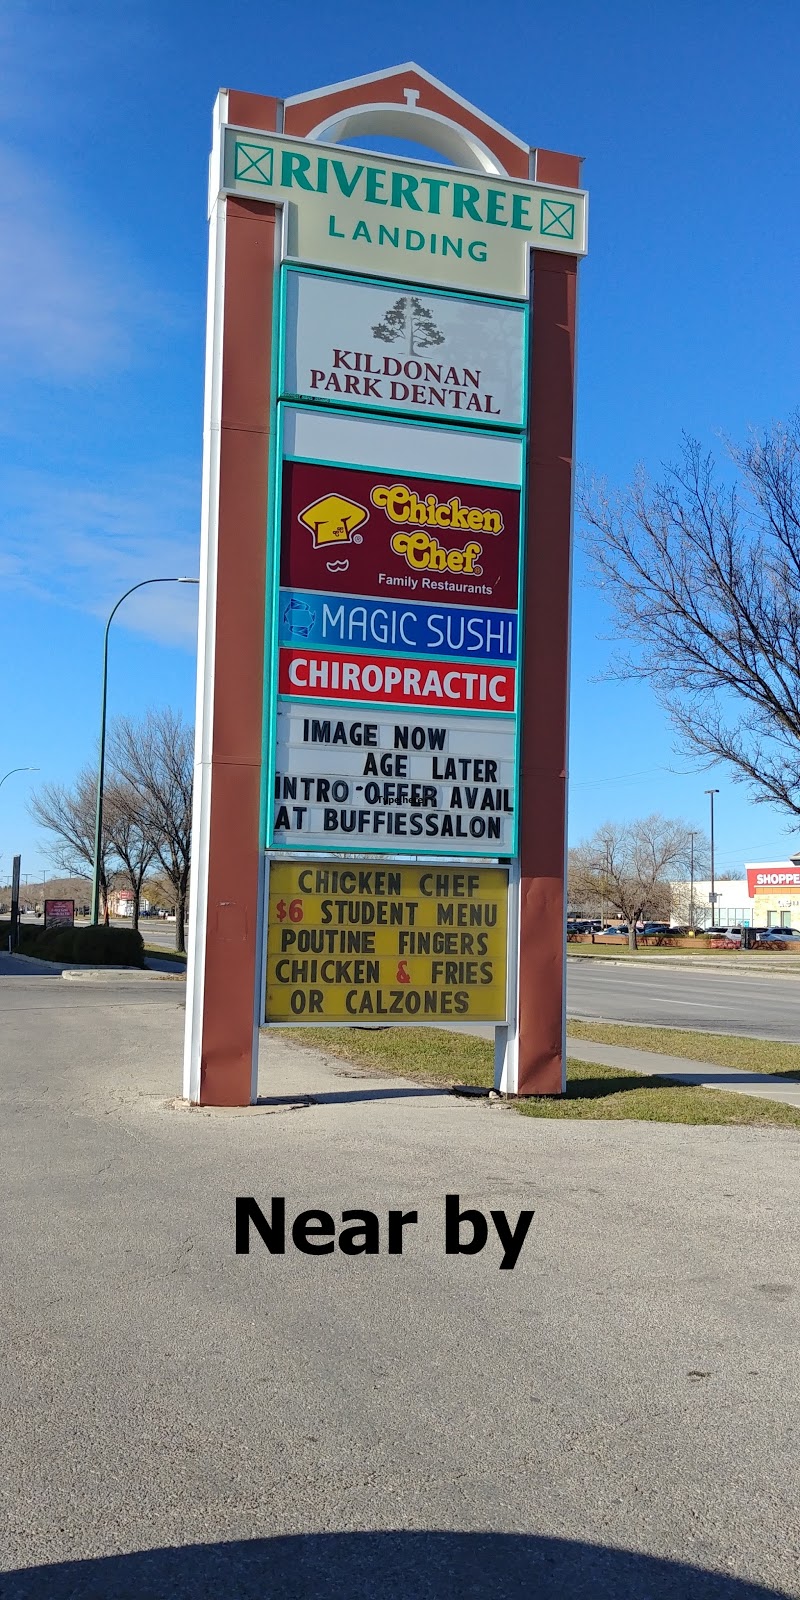 RIVERTREE
LANDING
KILDONAN
PARK DENTAL
Chicken
Chef
Family Restaurants
MAGIC SUSHI
CHIROPRACTIC
IMAGE NOW
AGE LATER
INTRO-OFFER AVAIL
AT BUFFIESSALON
CHICKEN CHEF
$6 STUDENT MENU
POUTINE FINGERS
CHICKEN & FRIES
OR CALZONES
SHOPPE
Near by